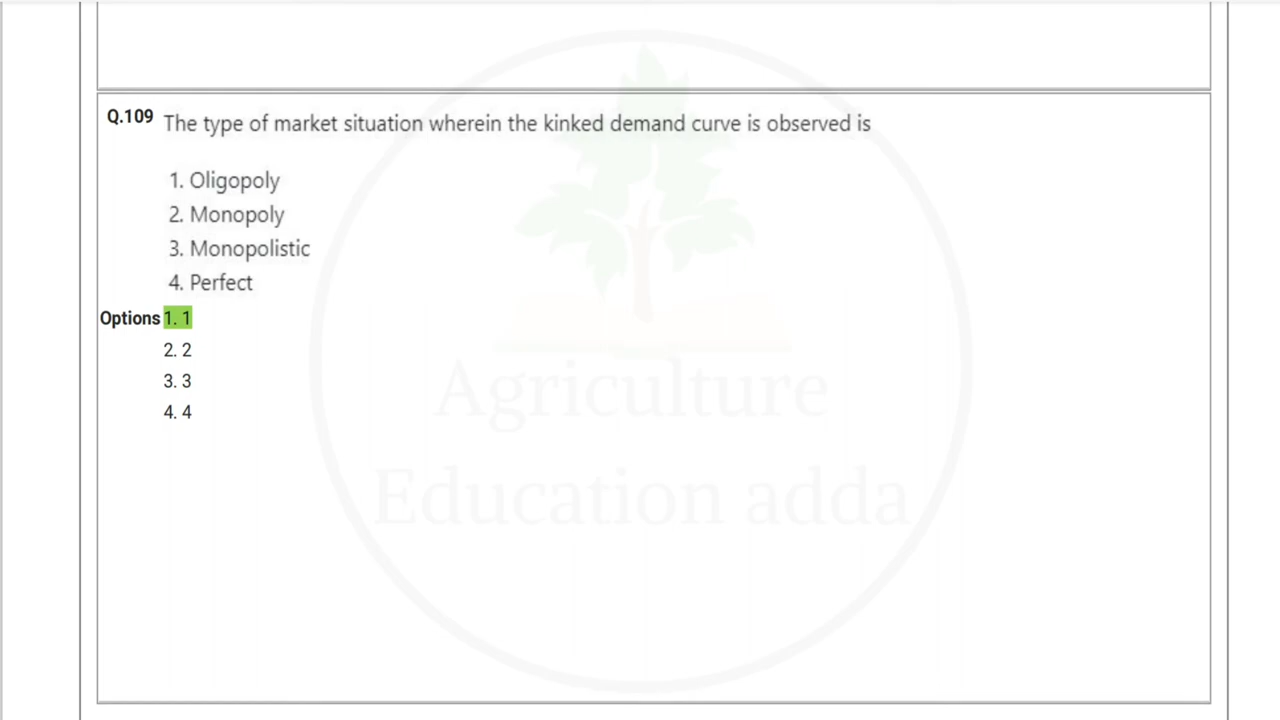 Q.109 The type of market situation wherein the kinked demand curve is observed is
1. Oligopoly
2. Monopoly
3. Monopolistic
4. Perfect
Options 1. 1
2. 2
3. 3
4. 4
Agriculture
Education adda